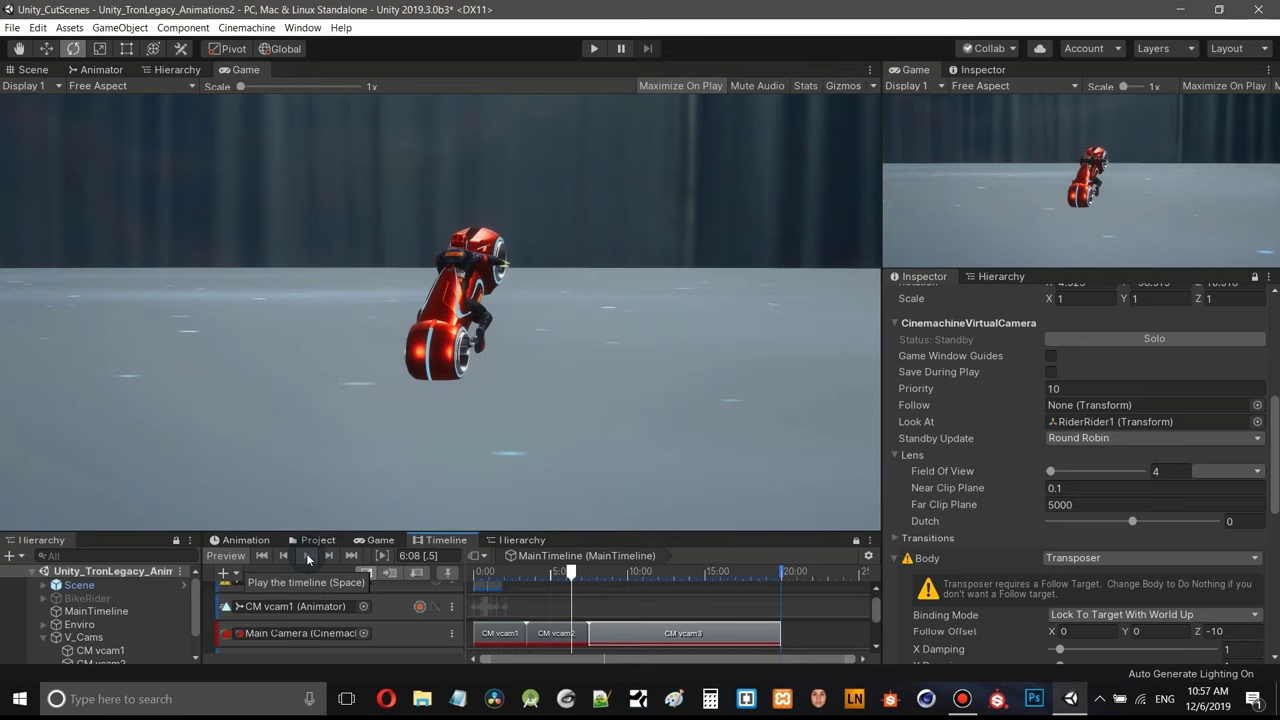 Unity_CutScenes - Unity_TronLegacy_Animations2 - PC, Mac & Linux Standalone - Unity 2019.3.0b3* <DX11>
File Edit Assets GameObject Component Cinemachine Window Help
Pivot Global Collab Account Layers Layout
Scene Animator Hierarchy Game
Display 1 Free Aspect Scale 1x Maximize On Play Mute Audio Stats Gizmos
Game Inspector
Display 1 Free Aspect Scale 1x Maximize On Play
Inspector Hierarchy
Scale X 1 Y 1 Z 1
CinemachineVirtualCamera
Status: Standby Solo
Game Window Guides
Save During Play
Priority 10
Follow None (Transform)
Look At RiderRider1 (Transform)
Standby Update Round Robin
Lens
Field Of View 4
Near Clip Plane 0.1
Far Clip Plane 5000
Dutch 0
Transitions
Body Transposer
Transposer requires a Follow Target. Change Body to Do Nothing if you
don't want a Follow target.
Binding Mode Lock To Target With World Up
Follow Offset X 0 Y 0 Z -10
X Damping 1
Auto Generate Lighting On
Hierarchy
All
Unity_TronLegacy_Anim
Scene
BikeRider
MainTimeline
Enviro
V_Cams
CM vcam1
CM vcam2
Animation Project Game Timeline Hierarchy
Preview 6:08 [.5] MainTimeline (MainTimeline)
0:00 5:0 10:00 15:00 20:00 25
Play the timeline (Space)
CM vcam1 (Animator)
Main Camera (Cinemacl
CM vcam1 CM vcam2 CM vcam3
Type here to search
LN
Ps
ENG
10:57 AM
12/6/2019